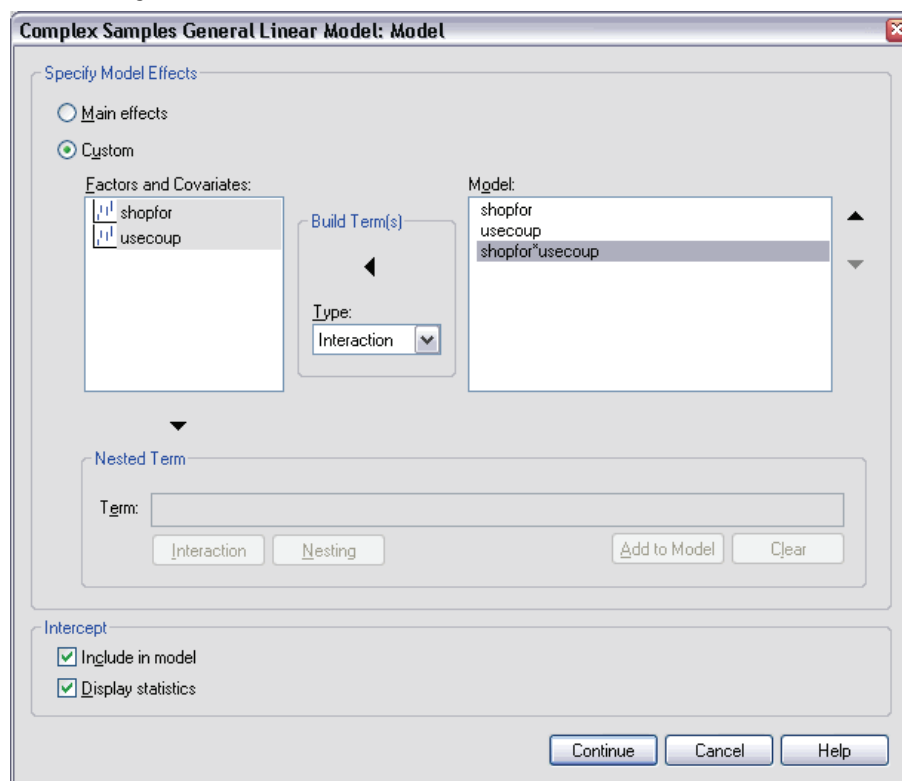 Complex Samples General Linear Model: Model
Specify Model Effects
Main effects
Custom
Factors and Covariates:
shopfor
usecoup
Build Term(s)
Type:
Interaction
Model:
shopfor
usecoup
shopfor*usecoup
Nested Term
Term:
Interaction
Nesting
Add to Model
Clear
Intercept
Include in model
Display statistics
Continue
Cancel
Help